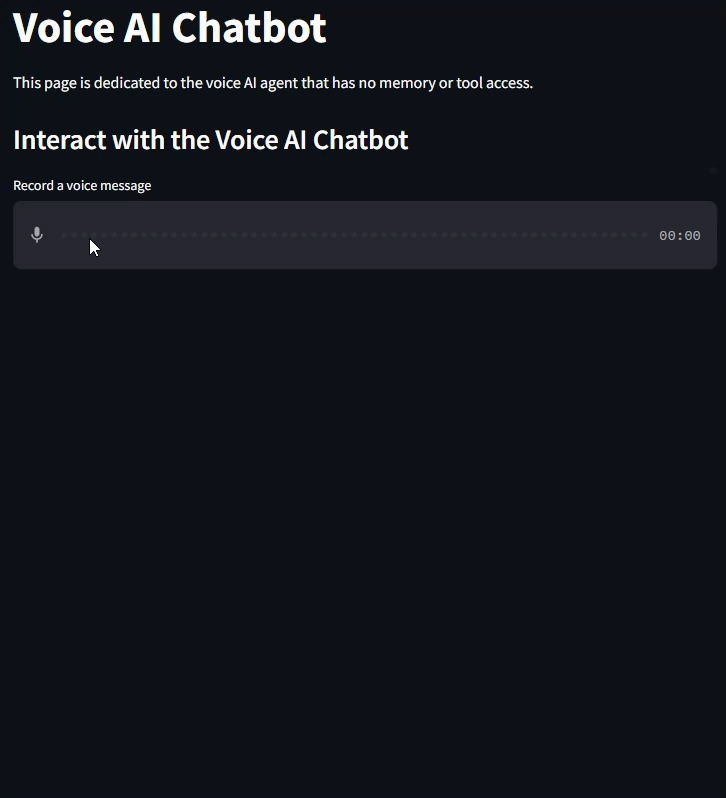 Voice AI Chatbot
This page is dedicated to the voice AI agent that has no memory or tool access.
Interact with the Voice AI Chatbot
Record a voice message
00:00